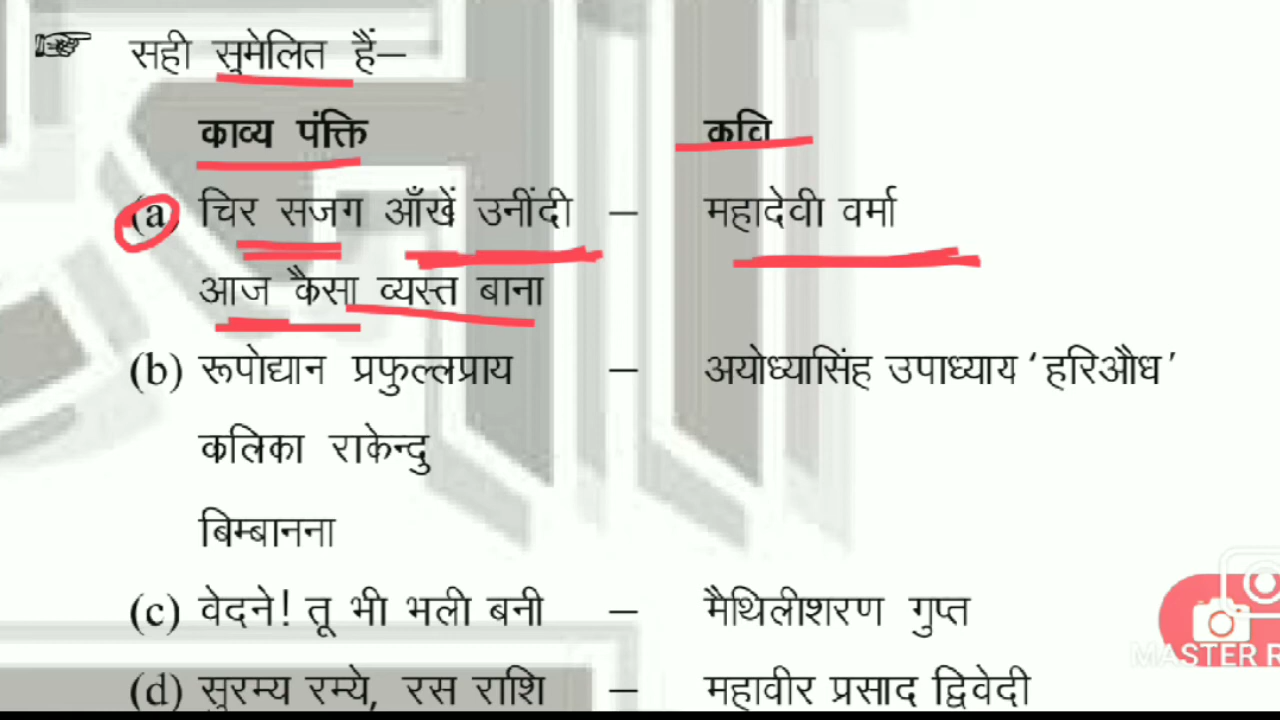 सही सुमेलित हैं–
काव्य पंक्ति कवि
(a) चिर सजग आँखें उनींदी – महादेवी वर्मा
आज कैसा व्यस्त बाना
(b) रूपोद्यान प्रफुल्लप्राय – अयोध्यासिंह उपाध्याय ‘हरिऔध’
कलिका राकेन्दु
बिम्बानना
(c) वेदने! तू भी भली बनी – मैथिलीशरण गुप्त
(d) सुरम्य रम्ये, रस राशि – महावीर प्रसाद द्विवेदी
MASTER R